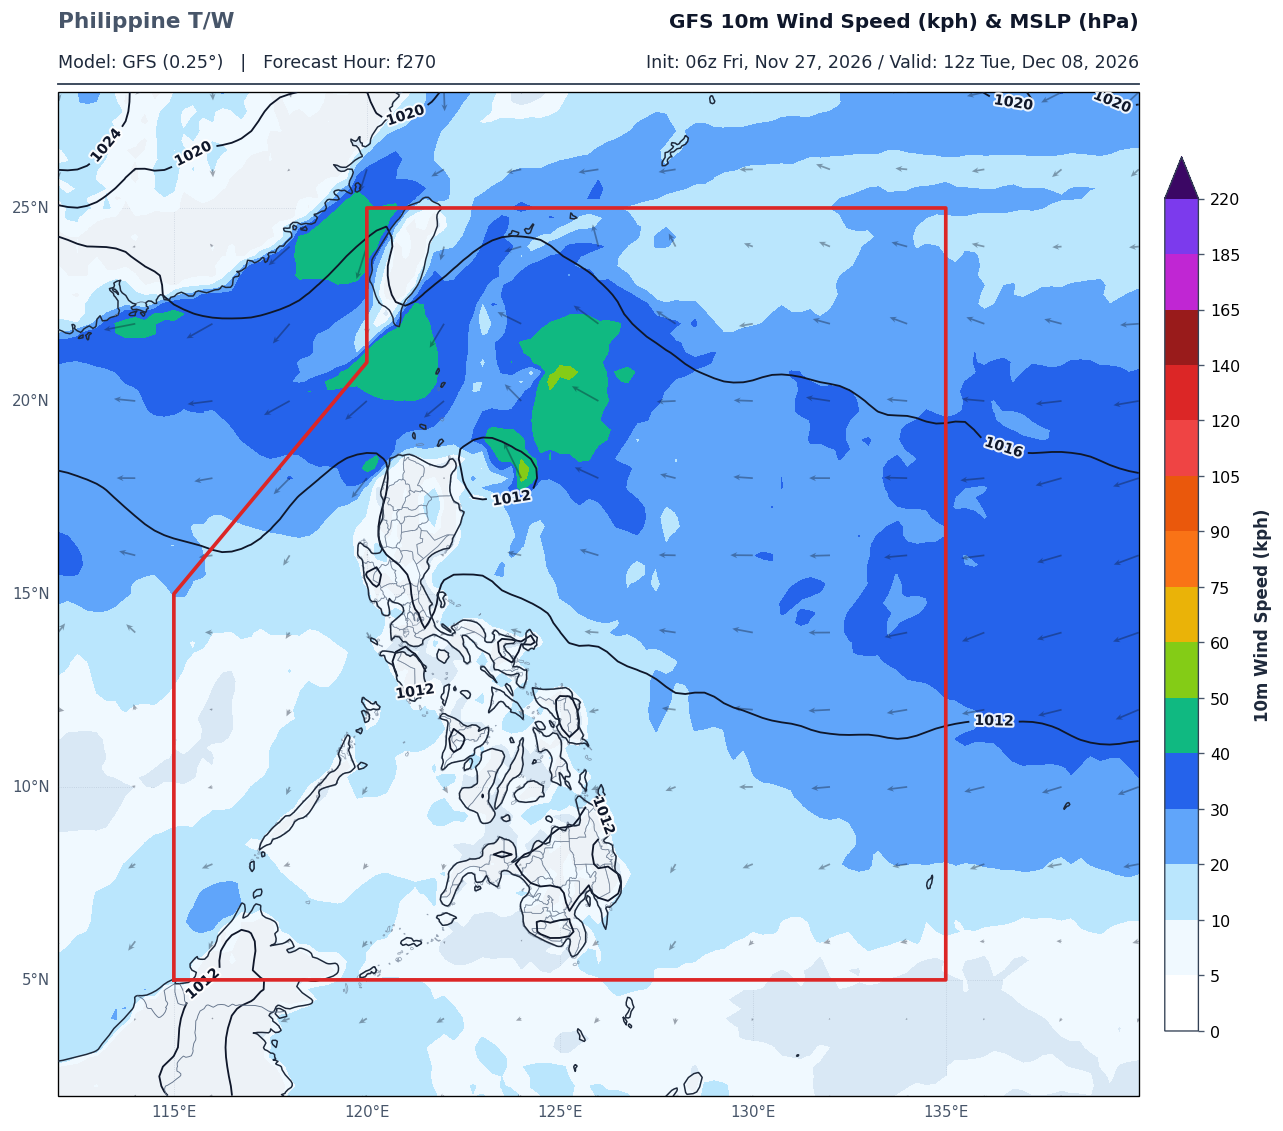 Philippine T/W
GFS 10m Wind Speed (kph) & MSLP (hPa)
Model: GFS (0.25°) | Forecast Hour: f270
Init: 06z Fri, Nov 27, 2026 / Valid: 12z Tue, Dec 08, 2026
1020
1020
1020
1024
1020
25°N
20°N
15°N
10°N
5°N
1016
1012
1012
1012
1012
1012
115°E
120°E
125°E
130°E
135°E
220
185
165
140
120
105
90
75
60
50
40
30
20
10
5
0
10m Wind Speed (kph)